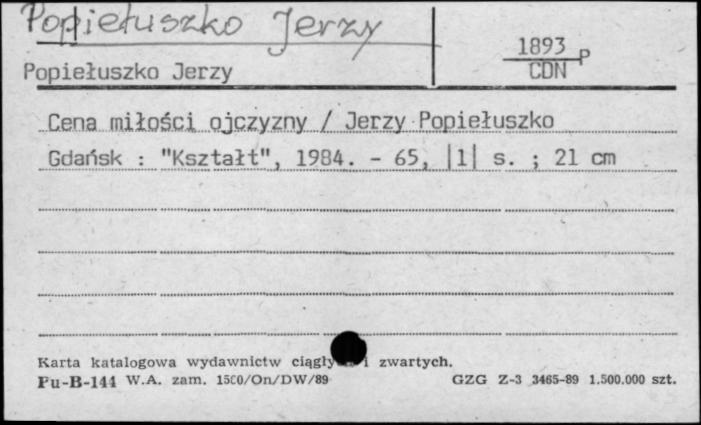 Popiełuszko Jerzy
1893 p
Popiełuszko Jerzy
CDN
Cena miłości ojczyzny / Jerzy Popiełuszko
Gdańsk : "Kształt", 1984. - 65, |1| s. ; 21 cm
Karta katalogowa wydawnictw i zwartych.
Pu-B-144 W.A. zam. 1500/On/DW/89 GZG Z-3 3465-89 1.500.000 szt.